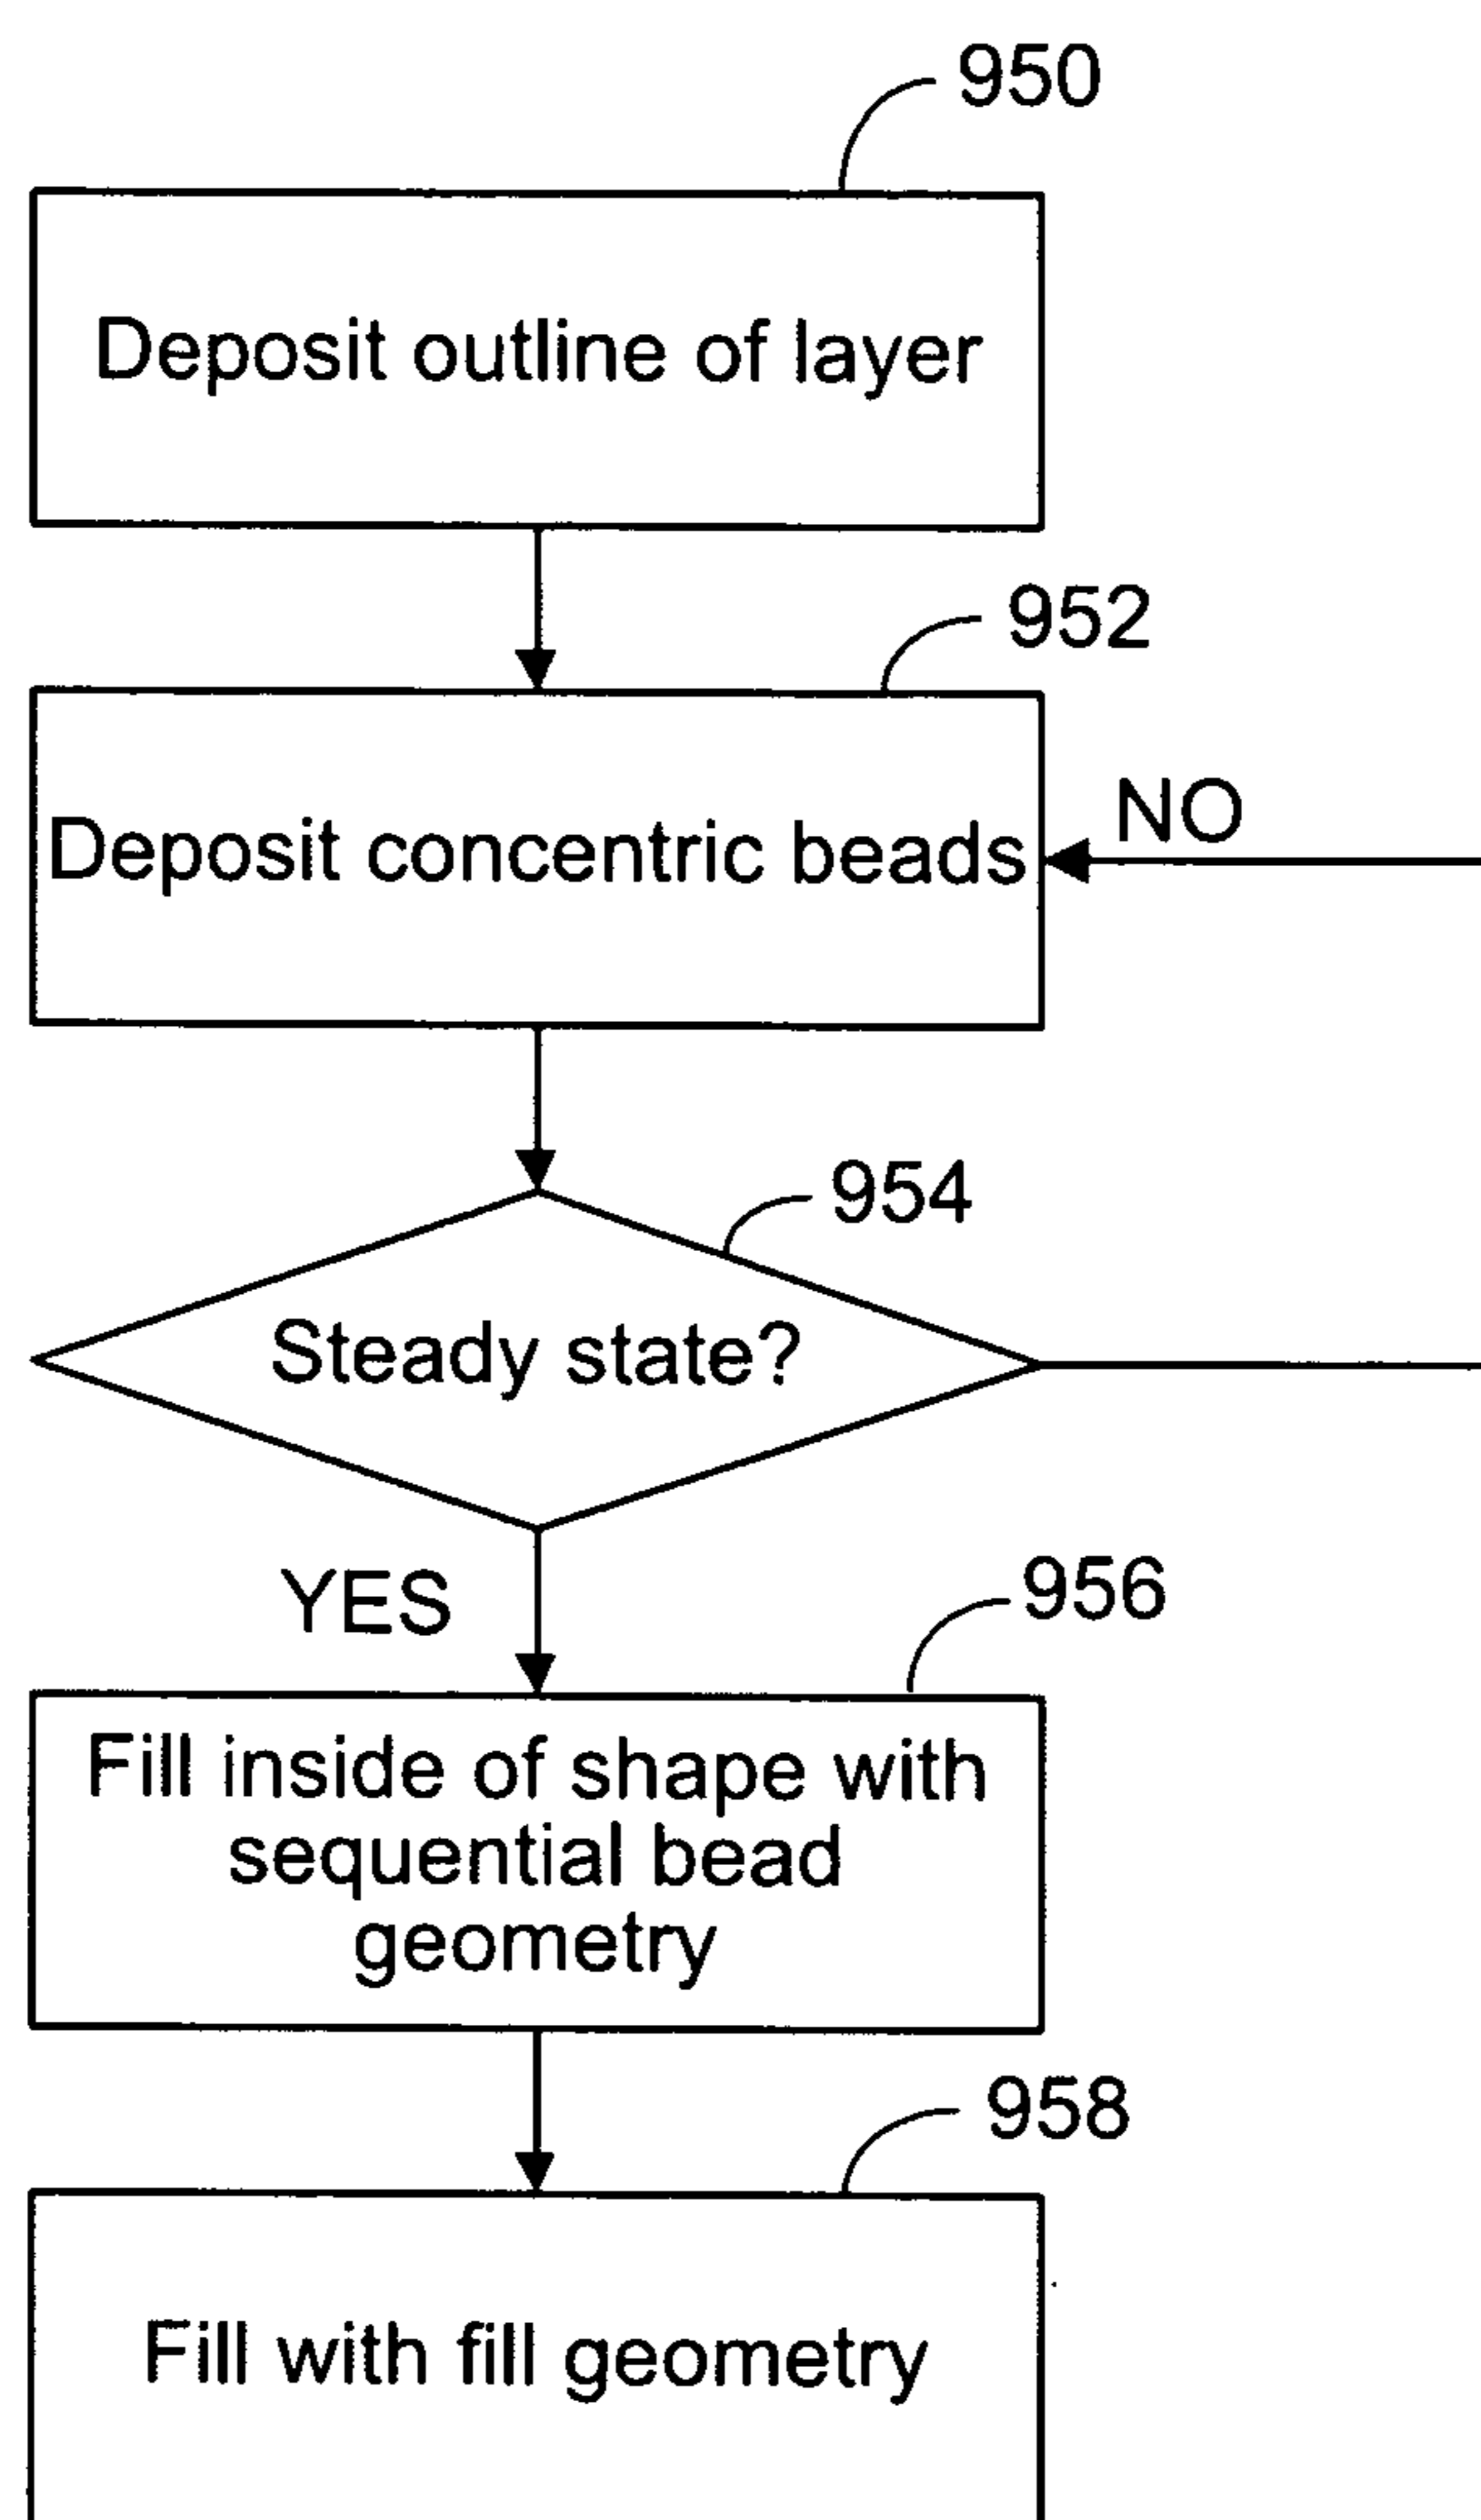 950
Deposit outline of layer
952
Deposit concentric beads
NO
954
Steady state?
YES
956
Fill inside of shape with
sequential bead
geometry
958
Fill with fill geometry